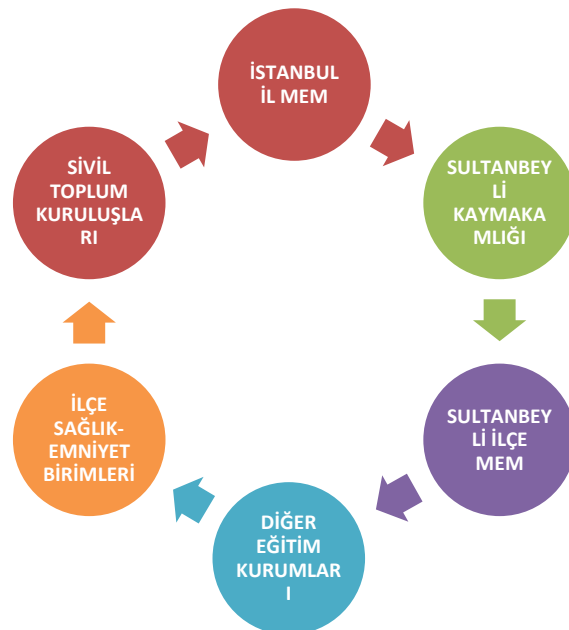 İSTANBUL
İL MEM
SULTANBEY
Lİ
KAYMAKA
MLIĞI
SULTANBEY
Lİ İLÇE
MEM
DİĞER
EĞİTİM
KURUMLAR
I
İLÇE
SAĞLIK-
EMNİYET
BİRİMLERİ
SİVİL
TOPLUM
KURULUŞLA
RI